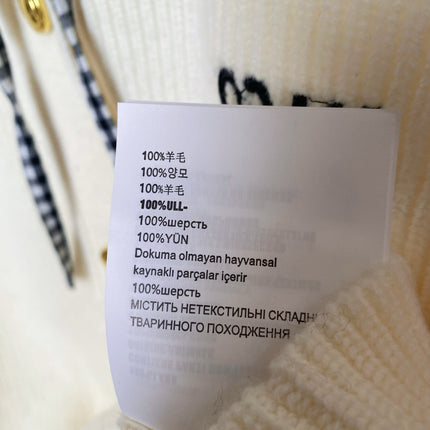 100%羊毛
100%양모
100%羊毛
100%ULL-
100%шерсть
100%YÜN
Dokuma olmayan hayvansal
kaynaklı parçalar içerir
100%шерсть
МІСТИТЬ НЕТЕКСТИЛЬНІ
ТВАРИННОГО ПОХОДЖЕННЯ